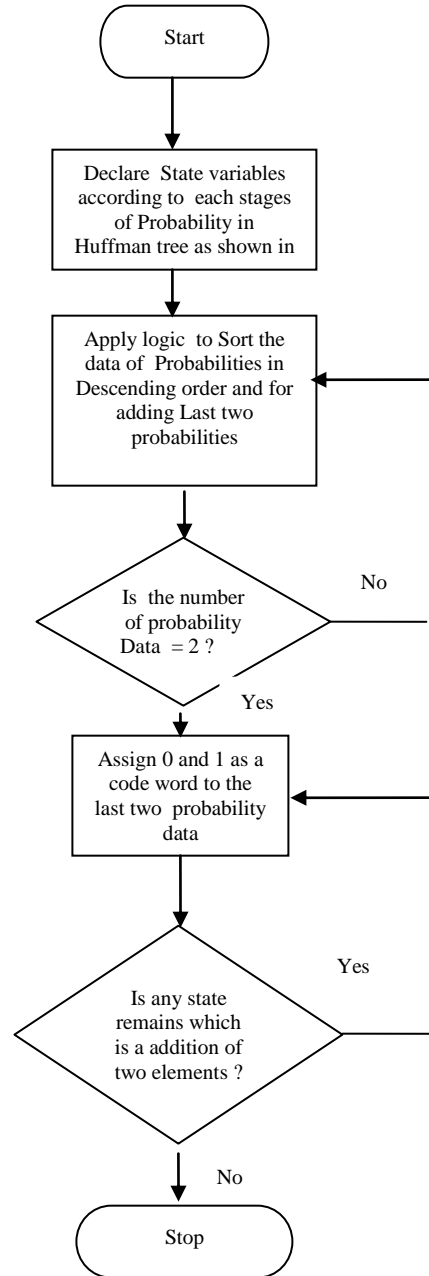 Start
Declare State variables
according to each stages
of Probability in
Huffman tree as shown in
Apply logic to Sort the
data of Probabilities in
Descending order and for
adding Last two
probabilities
Is the number
of probability
Data = 2 ?
No
Yes
Assign 0 and 1 as a
code word to the
last two probability
data
Is any state
remains which
is a addition of
two elements ?
Yes
No
Stop